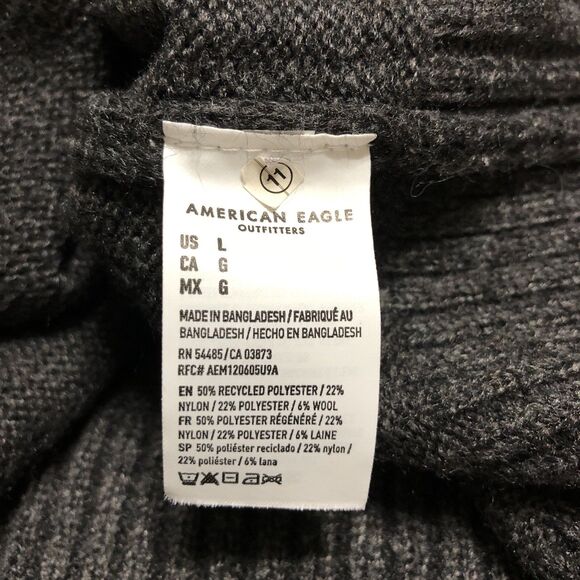 11
AMERICAN EAGLE
OUTFITTERS
US L
CA G
MX G
MADE IN BANGLADESH / FABRIQUÉ AU
BANGLADESH / HECHO EN BANGLADESH
RN 54485 / CA 03873
RFC# AEM120605U9A
EN 50% RECYCLED POLYESTER / 22%
NYLON / 22% POLYESTER / 6% WOOL
FR 50% POLYESTER RÉGÉNÉRÉ / 22%
NYLON / 22% POLYESTER / 6% LAINE
SP 50% poliéster reciclado / 22% nylon /
22% poliéster / 6% lana